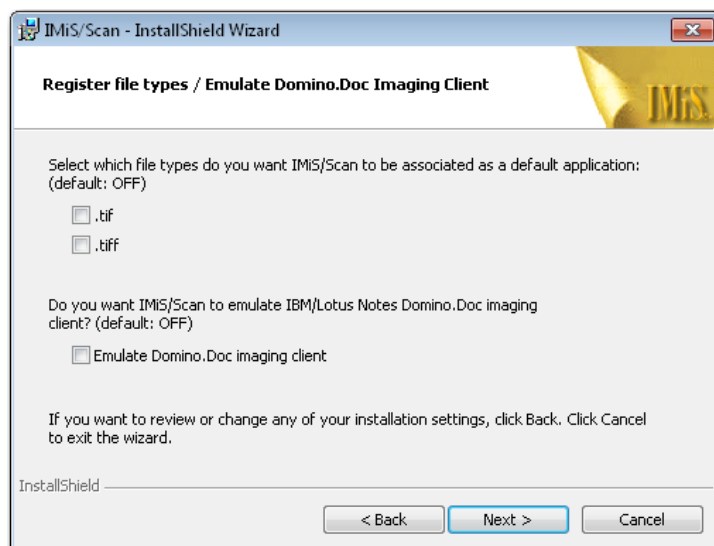 IMiS/Scan - InstallShield Wizard
Register file types / Emulate Domino.Doc Imaging Client
IMiS
Select which file types do you want IMiS/Scan to be associated as a default application:
(default: OFF)
.tif
.tiff
Do you want IMiS/Scan to emulate IBM/Lotus Notes Domino.Doc imaging
client? (default: OFF)
Emulate Domino.Doc imaging client
If you want to review or change any of your installation settings, click Back. Click Cancel
to exit the wizard.
InstallShield
< Back Next > Cancel